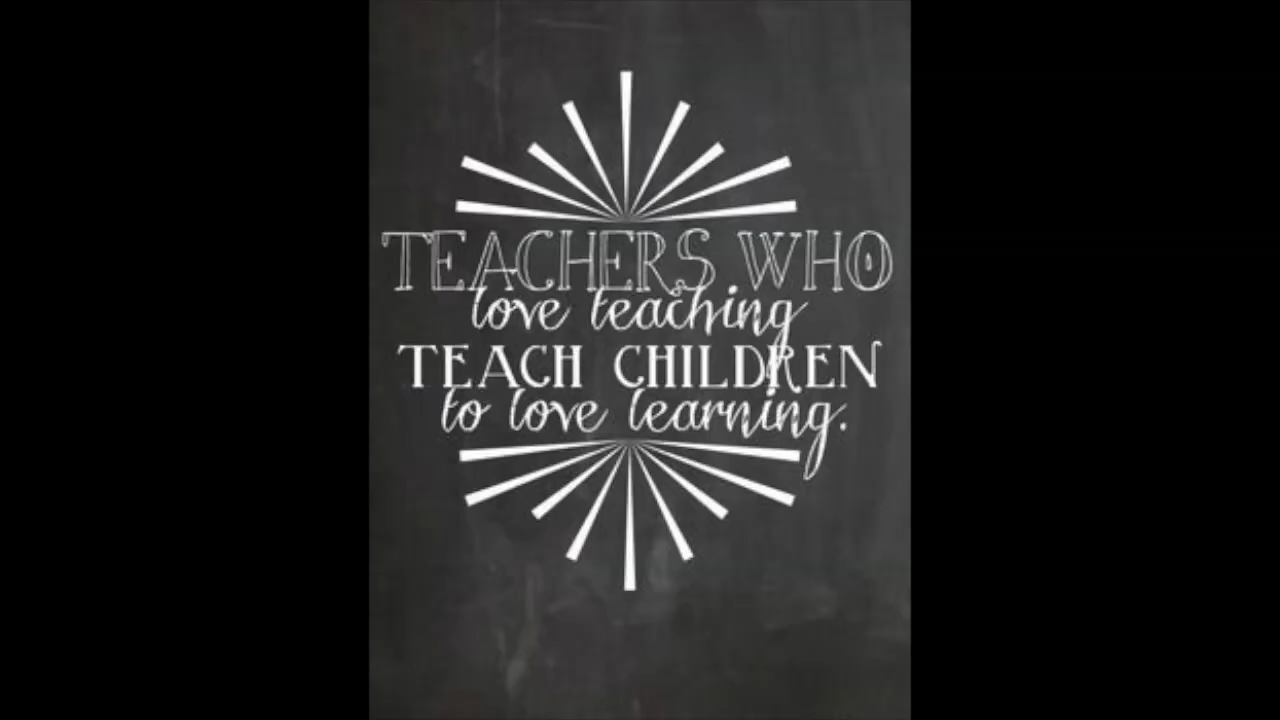 TEACHERS WHO
love teaching
TEACH CHILDREN
to love learning.